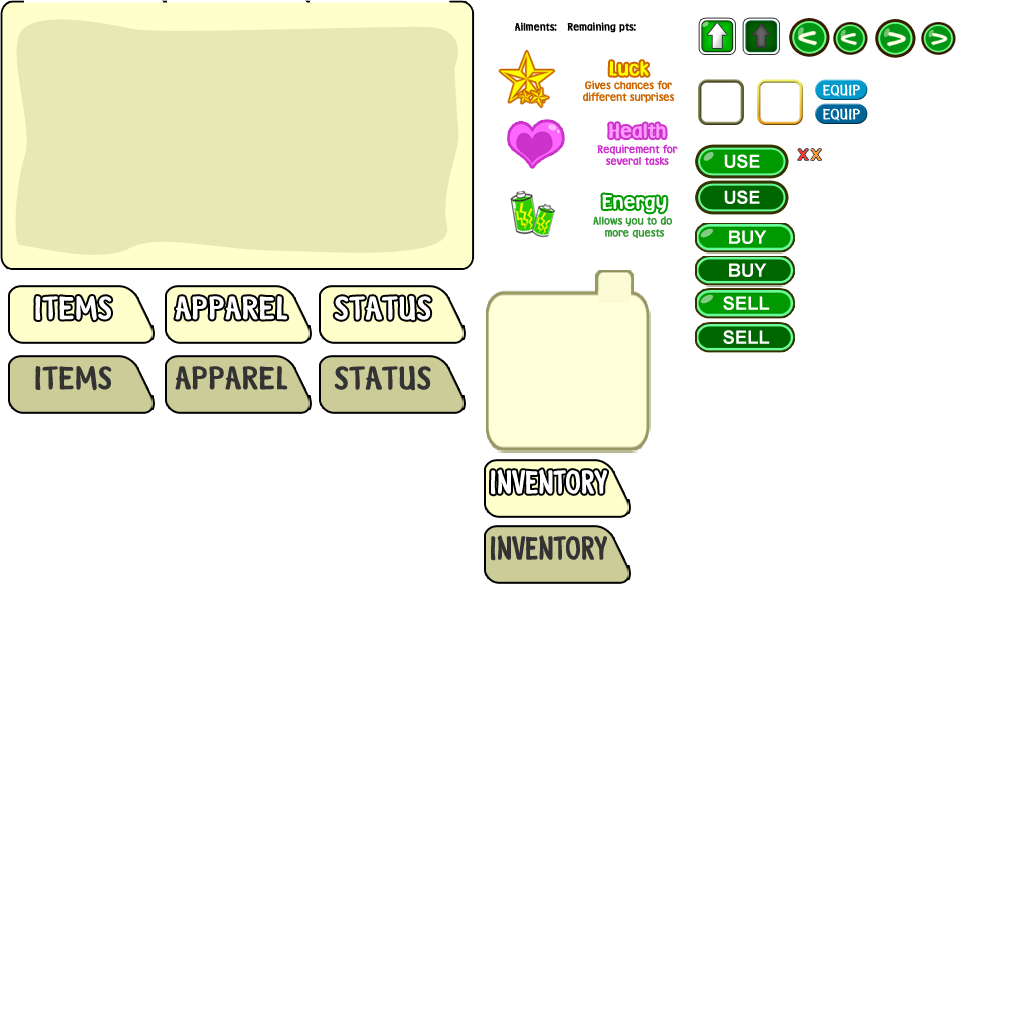 Ailments: Remaining pts:
Luck
Gives chances for
different surprises
Health
Requirement for
several tasks
Energy
Allows you to do
more quests
< < > >
EQUIP
EQUIP
USE
X X
USE
BUY
BUY
SELL
SELL
ITEMS APPAREL STATUS
ITEMS APPAREL STATUS
INVENTORY
INVENTORY